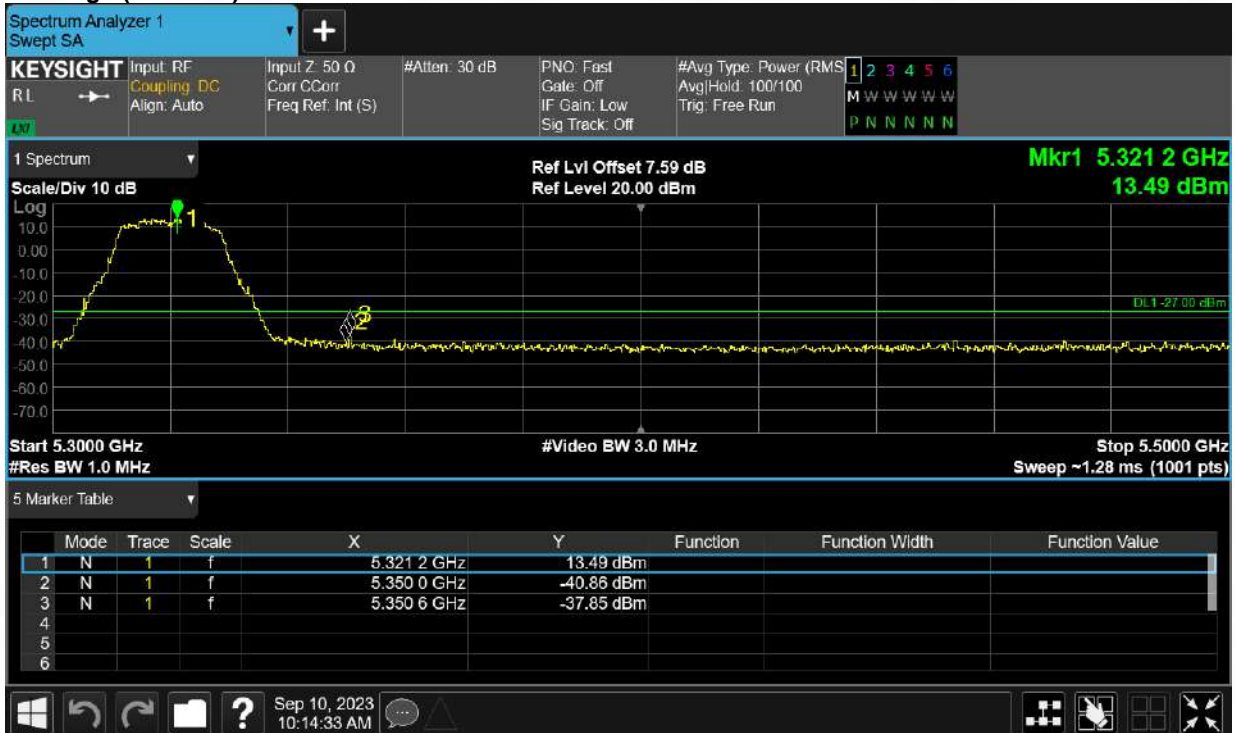 Spectrum Analyzer 1
Swept SA
+
KEYSIGHT
RL
LXI
Input: RF
Coupling: DC
Align: Auto
Input Z: 50 Ω
Corr CCorr
Freq Ref: Int (S)
#Atten: 30 dB
PNO: Fast
Gate: Off
IF Gain: Low
Sig Track: Off
#Avg Type: Power (RMS
Avg|Hold: 100/100
Trig: Free Run
1 2 3 4 5 6
M W W W W W
P N N N N N
1 Spectrum
Scale/Div 10 dB
Ref Lvl Offset 7.59 dB
Ref Level 20.00 dBm
Mkr1 5.321 2 GHz
13.49 dBm
Log
10.0
0.00
-10.0
-20.0
-30.0
-40.0
-50.0
-60.0
-70.0
1
3
2
DL1 -27.00 dBm
Start 5.3000 GHz
#Video BW 3.0 MHz
Stop 5.5000 GHz
#Res BW 1.0 MHz
Sweep ~1.28 ms (1001 pts)
5 Marker Table
Mode Trace Scale X Y Function Function Width Function Value
1 N 1 f 5.321 2 GHz 13.49 dBm
2 N 1 f 5.350 0 GHz -40.86 dBm
3 N 1 f 5.350 6 GHz -37.85 dBm
4
5
6
?
Sep 10, 2023
10:14:33 AM